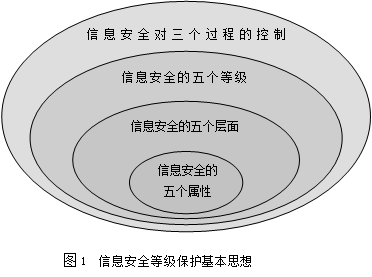 信息安全对三个过程的控制
信息安全的五个等级
信息安全的五个层面
信息安全的
五个属性
图1 信息安全等级保护基本思想